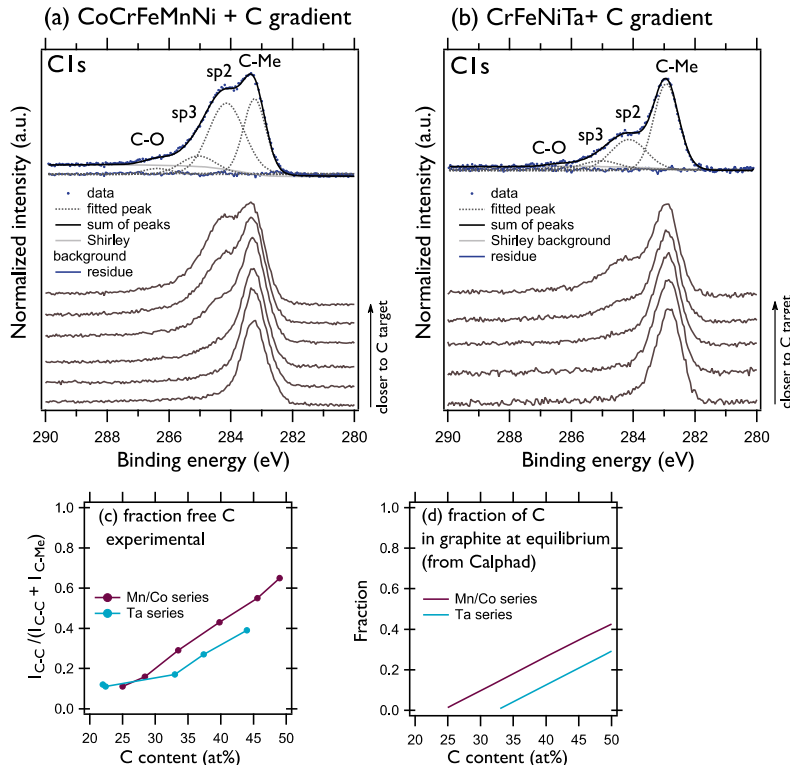 (a) CoCrFeMnNi + C gradient
C1s
C-Me
sp2
sp3
C-O
data
fitted peak
sum of peaks
Shirley
background
residue
Normalized intensity (a.u.)
closer to C target
290 288 286 284 282 280
Binding energy (eV)
(b) CrFeNiTa+ C gradient
C1s
C-Me
sp2
sp3
C-O
data
fitted peak
sum of peaks
Shirley background
residue
Normalized intensity (a.u.)
closer to C target
290 288 286 284 282 280
Binding energy (eV)
(c) fraction free C
experimental
Mn/Co series
Ta series
I C-C /(I C-C + I C-Me)
1.0
0.8
0.6
0.4
0.2
0.0
20 25 30 35 40 45 50
C content (at%)
(d) fraction of C
in graphite at equilibrium
(from Calphad)
Mn/Co series
Ta series
Fraction
1.0
0.8
0.6
0.4
0.2
0.0
20 25 30 35 40 45 50
C content (at%)